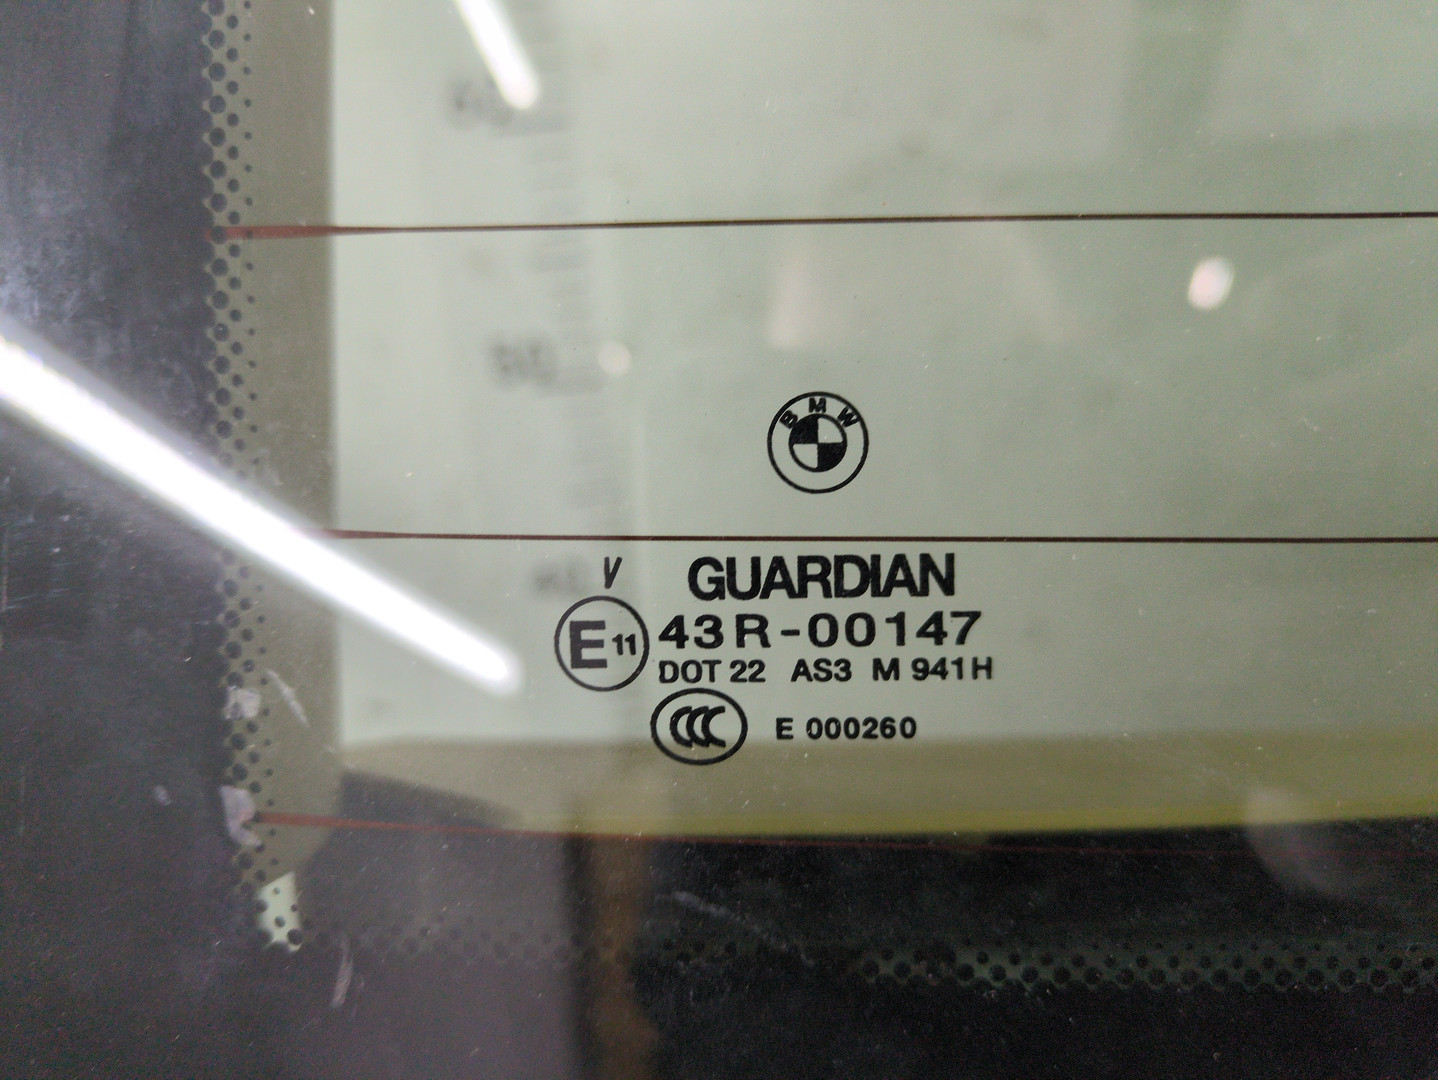 BMW
V
GUARDIAN
E11 43R-00147
DOT 22 AS3 M 941H
CCC E 000260